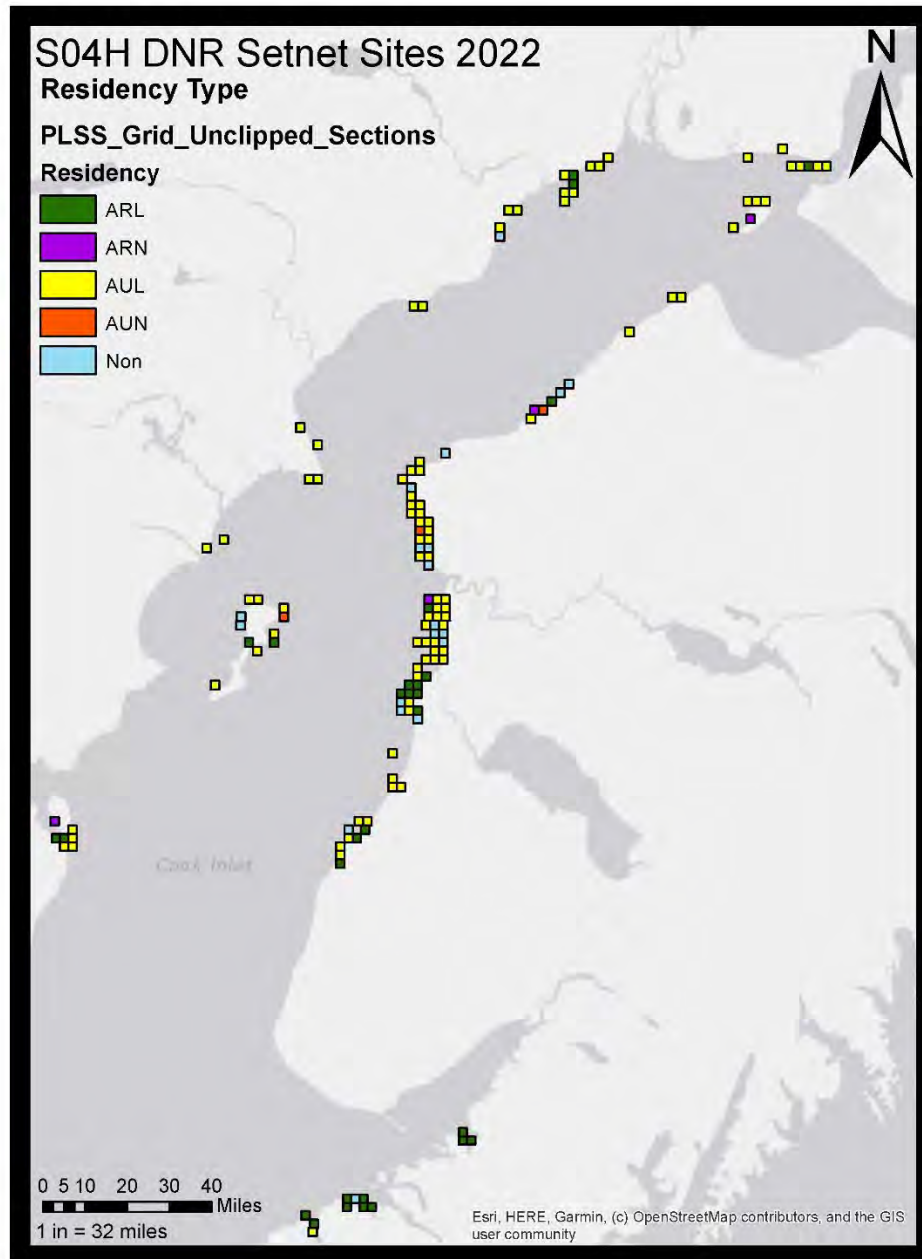 S04H DNR Setnet Sites 2022
N
Residency Type
PLSS_Grid_Unclipped_Sections
Residency
ARL
ARN
AUL
AUN
Non
Cook Inlet
0 5 10 20 30 40
Miles
1 in = 32 miles
Esri, HERE, Garmin, (c) OpenStreetMap contributors, and the GIS
user community